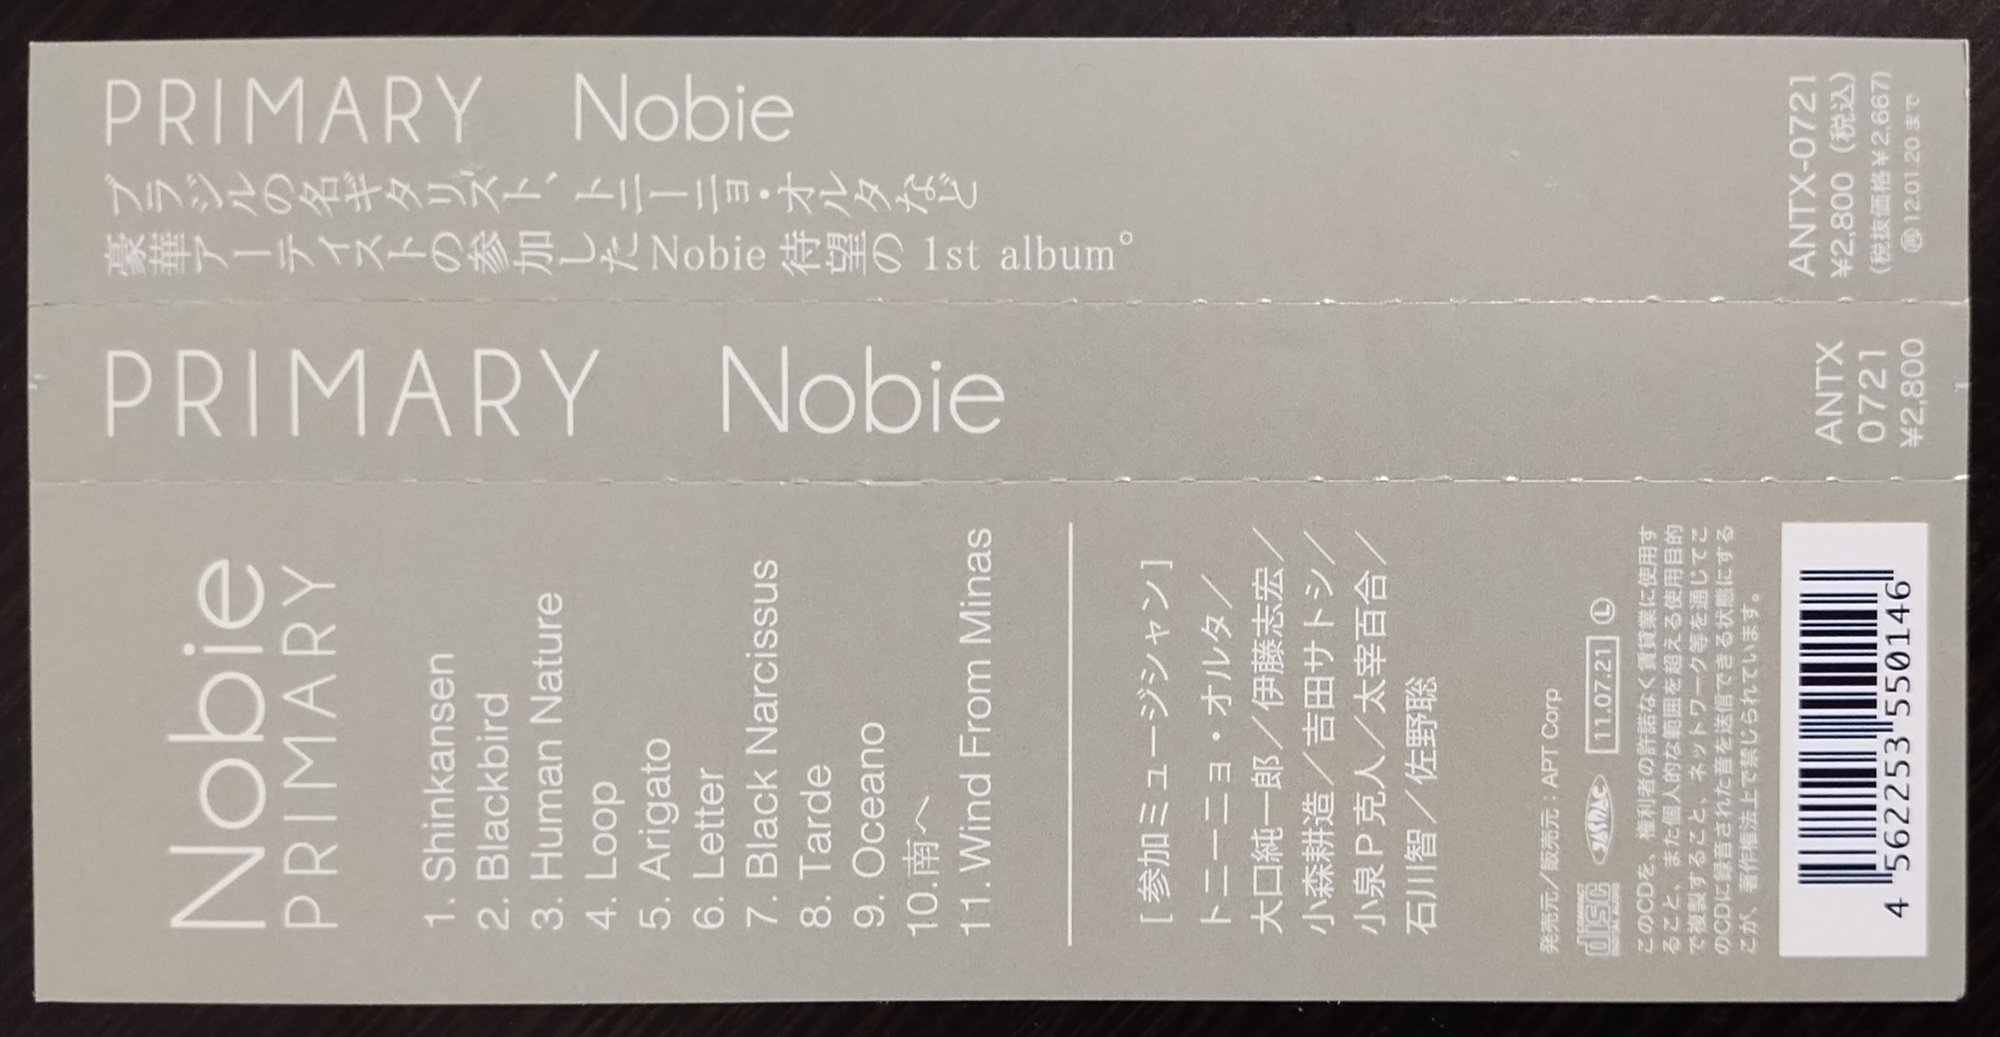 PRIMARY Nobie
ブラジルの名ギタリスト、トニーニョ・オルタなど
豪華アーティストの参加したNobie 待望の 1st album。
ANTX-0721
¥2,800（税込）
（税抜価格¥2,667）
㊐12.01.20まで
PRIMARY Nobie
ANTX
0721
¥2,800
Nobie
PRIMARY
1. Shinkansen
2. Blackbird
3. Human Nature
4. Loop
5. Arigato
6. Letter
7. Black Narcissus
8. Tarde
9. Oceano
10.南へ
11.Wind From Minas
[ 参加ミュージシャン ]
トニーニョ・オルタ／
大口純一郎／伊藤志宏／
小森耕造／吉田サトシ／
小泉P克人／太宰百合／
石川智／佐野聡
発売元／販売元：APT Corp
COMPACT
disc
DIGITAL AUDIO
JASRAC
11.07.21
Ⓛ
このCDを、権利者の許諾なく賃貸業に使用す
ること、また個人的な範囲を超える使用目的
で複製すること、ネットワーク等を通じてこ
のCDに録音された音を送信できる状態にする
ことが、著作権法上で禁じられています。
4 562253 550146